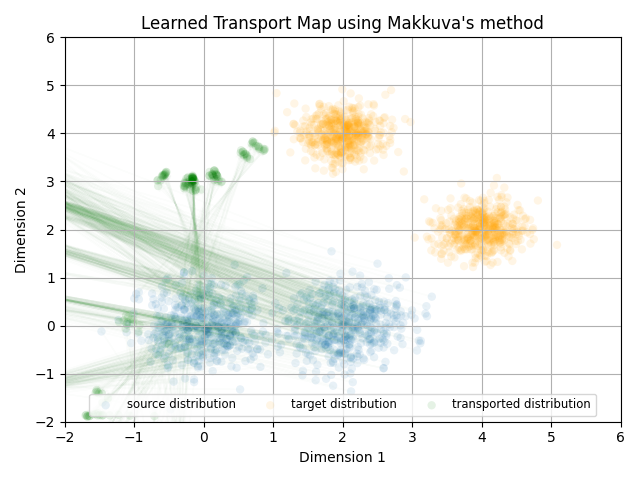 Learned Transport Map using Makkuva's method
6
5
4
3
2
1
0
−1
−2
Dimension 2
source distribution target distribution transported distribution
−2 −1 0 1 2 3 4 5 6
Dimension 1